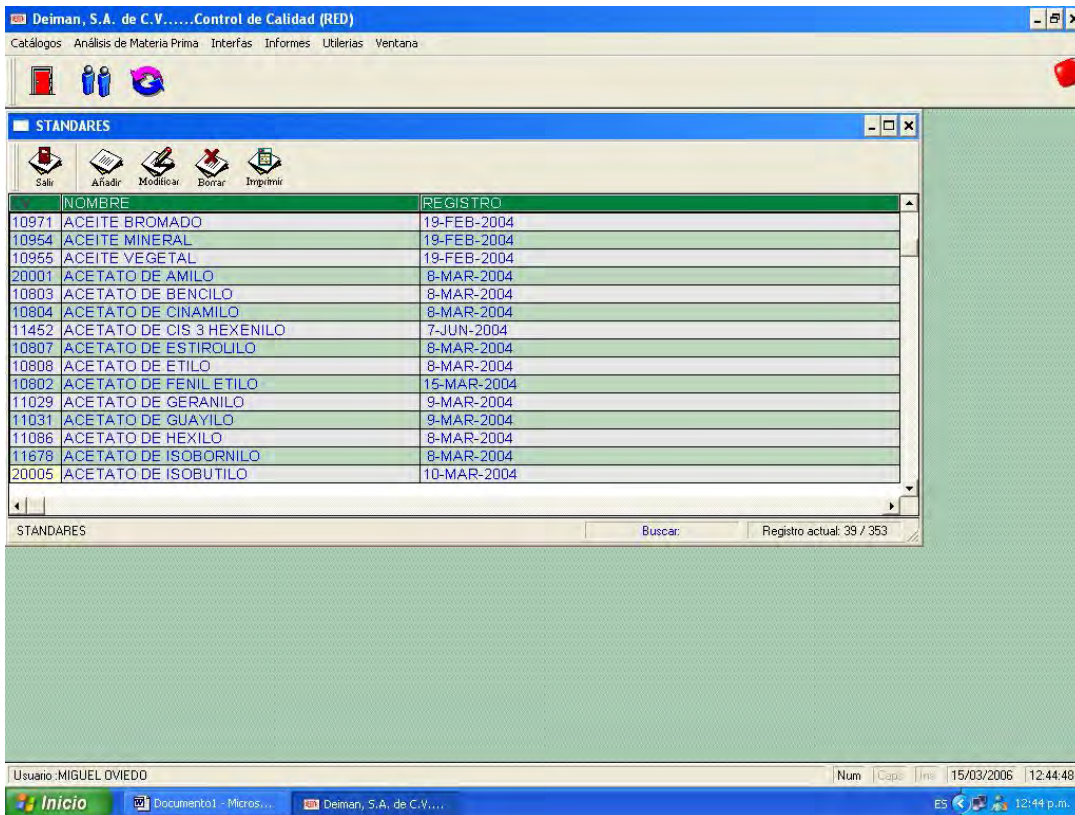 Deiman, S.A. de C.V......Control de Calidad (RED)
Catálogos Análisis de Materia Prima Interfas Informes Utilerias Ventana
STANDARES
Salir Añadir Modificar Borrar Imprimir
NOMBRE REGISTRO
10971 ACEITE BROMADO 19-FEB-2004
10954 ACEITE MINERAL 19-FEB-2004
10955 ACEITE VEGETAL 19-FEB-2004
20001 ACETATO DE AMILO 8-MAR-2004
10803 ACETATO DE BENCILO 8-MAR-2004
10804 ACETATO DE CINAMILO 8-MAR-2004
11452 ACETATO DE CIS 3 HEXENILO 7-JUN-2004
10807 ACETATO DE ESTIROLILO 8-MAR-2004
10808 ACETATO DE ETILO 8-MAR-2004
10802 ACETATO DE FENIL ETILO 15-MAR-2004
11029 ACETATO DE GERANILO 9-MAR-2004
11031 ACETATO DE GUAYILO 9-MAR-2004
11086 ACETATO DE HEXILO 8-MAR-2004
11678 ACETATO DE ISOBORNILO 8-MAR-2004
20005 ACETATO DE ISOBUTILO 10-MAR-2004
STANDARES Buscar: Registro actual: 39 / 353
Usuario :MIGUEL OVIEDO Num Caps Ins 15/03/2006 12:44:48
Inicio Documento1 - Micros... Deiman, S.A. de C.V.... ES 12:44 p.m.